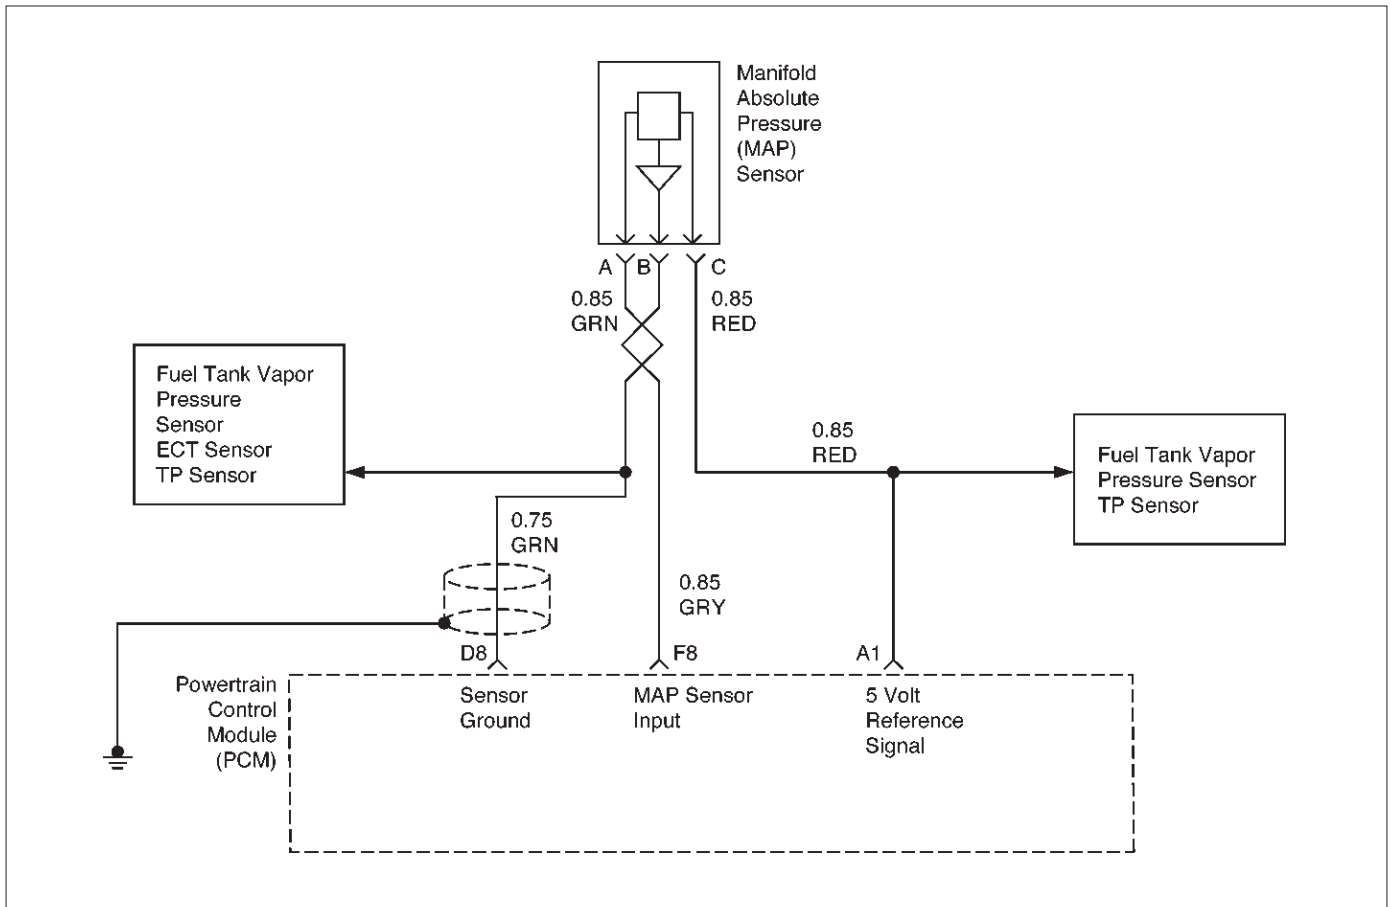 Manifold
Absolute
Pressure
(MAP)
Sensor
A B C
0.85
GRN
0.85
RED
Fuel Tank Vapor
Pressure
Sensor
ECT Sensor
TP Sensor
0.85
RED
Fuel Tank Vapor
Pressure Sensor
TP Sensor
0.75
GRN
0.85
GRY
D8 F8 A1
Powertrain
Control
Module
(PCM)
Sensor
Ground
MAP Sensor
Input
5 Volt
Reference
Signal